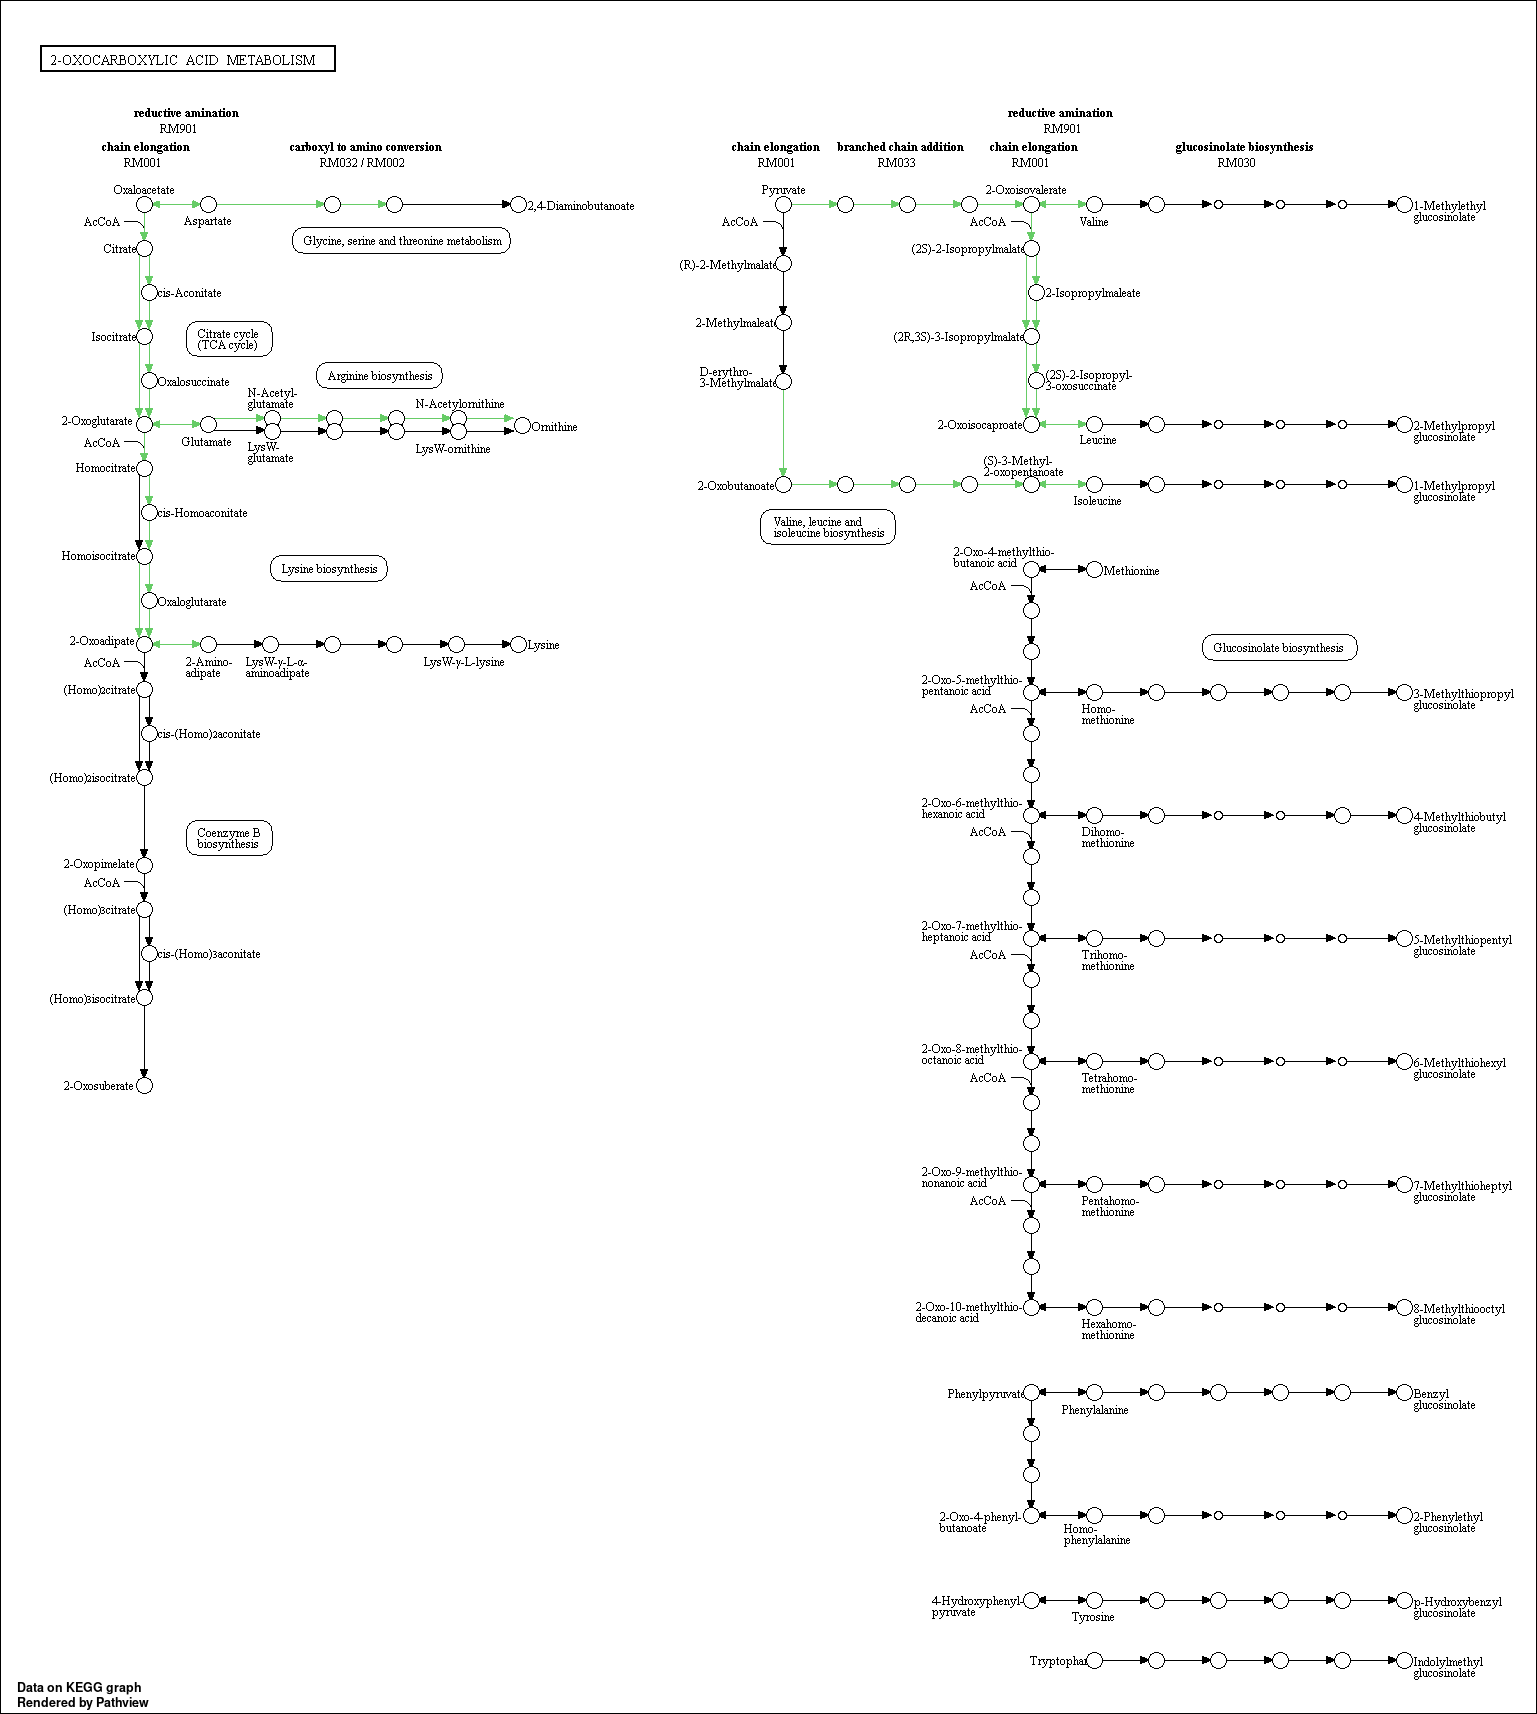 2-OXOCARBOXYLIC ACID METABOLISM
reductive amination
RM901
chain elongation
RM001
carboxyl to amino conversion
RM032 / RM002
Oxaloacetate
AcCoA
Aspartate
2,4-Diaminobutanoate
Citrate
Glycine, serine and threonine metabolism
cis-Aconitate
Isocitrate
Citrate cycle
(TCA cycle)
Oxalosuccinate
Arginine biosynthesis
N-Acetyl-
glutamate
N-Acetylornithine
2-Oxoglutarate
Glutamate
Ornithine
AcCoA
LysW-
glutamate
LysW-ornithine
Homocitrate
cis-Homoaconitate
Homoisocitrate
Lysine biosynthesis
Oxaloglutarate
2-Oxoadipate
Lysine
AcCoA
2-Amino-
adipate
LysW-γ-L-α-
aminoadipate
LysW-γ-L-lysine
(Homo)2citrate
cis-(Homo)2aconitate
(Homo)2isocitrate
Coenzyme B
biosynthesis
2-Oxopimelate
AcCoA
(Homo)3citrate
cis-(Homo)3aconitate
(Homo)3isocitrate
2-Oxosuberate
reductive amination
RM901
chain elongation
RM001
branched chain addition
RM033
chain elongation
RM001
glucosinolate biosynthesis
RM030
Pyruvate
2-Oxoisovalerate
AcCoA
AcCoA
Valine
1-Methylethyl
glucosinolate
(R)-2-Methylmalate
(2S)-2-Isopropylmalate
2-Isopropylmaleate
2-Methylmaleate
(2R,3S)-3-Isopropylmalate
D-erythro-
3-Methylmalate
(2S)-2-Isopropyl-
3-oxosuccinate
2-Oxoisocaproate
Leucine
2-Methylpropyl
glucosinolate
(S)-3-Methyl-
2-oxopentanoate
2-Oxobutanoate
Isoleucine
1-Methylpropyl
glucosinolate
Valine, leucine and
isoleucine biosynthesis
2-Oxo-4-methylthio-
butanoic acid
Methionine
AcCoA
Glucosinolate biosynthesis
2-Oxo-5-methylthio-
pentanoic acid
AcCoA
Homo-
methionine
3-Methylthiopropyl
glucosinolate
2-Oxo-6-methylthio-
hexanoic acid
AcCoA
Dihomo-
methionine
4-Methylthiobutyl
glucosinolate
2-Oxo-7-methylthio-
heptanoic acid
AcCoA
Trihomo-
methionine
5-Methylthiopentyl
glucosinolate
2-Oxo-8-methylthio-
octanoic acid
AcCoA
Tetrahomo-
methionine
6-Methylthiohexyl
glucosinolate
2-Oxo-9-methylthio-
nonanoic acid
AcCoA
Pentahomo-
methionine
7-Methylthioheptyl
glucosinolate
2-Oxo-10-methylthio-
decanoic acid
Hexahomo-
methionine
8-Methylthiooctyl
glucosinolate
Phenylpyruvate
Phenylalanine
Benzyl
glucosinolate
2-Oxo-4-phenyl-
butanoate
Homo-
phenylalanine
2-Phenylethyl
glucosinolate
4-Hydroxyphenyl-
pyruvate
Tyrosine
p-Hydroxybenzyl
glucosinolate
Tryptophan
Indolylmethyl
glucosinolate
Data on KEGG graph
Rendered by Pathview